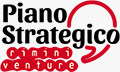 Piano
Strategico
rimini
venture